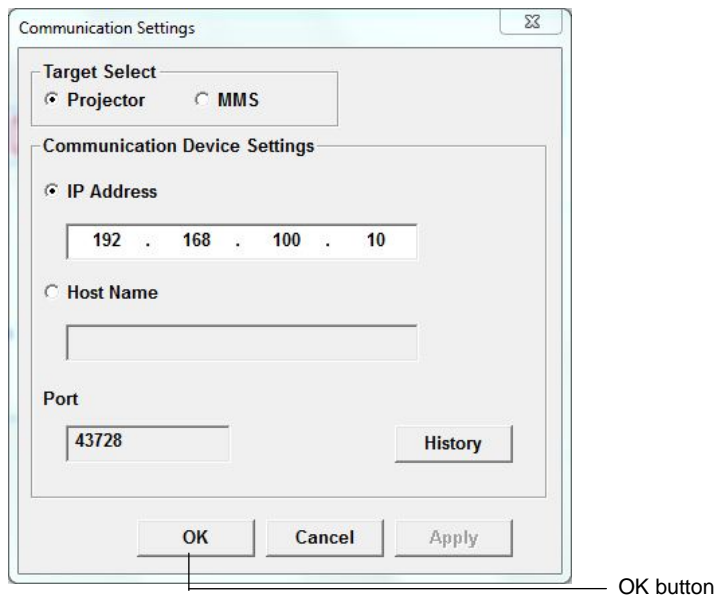 Communication Settings
Target Select
Projector MMS
Communication Device Settings
IP Address
192 . 168 . 100 . 10
Host Name
Port
43728 History
OK Cancel Apply
OK button